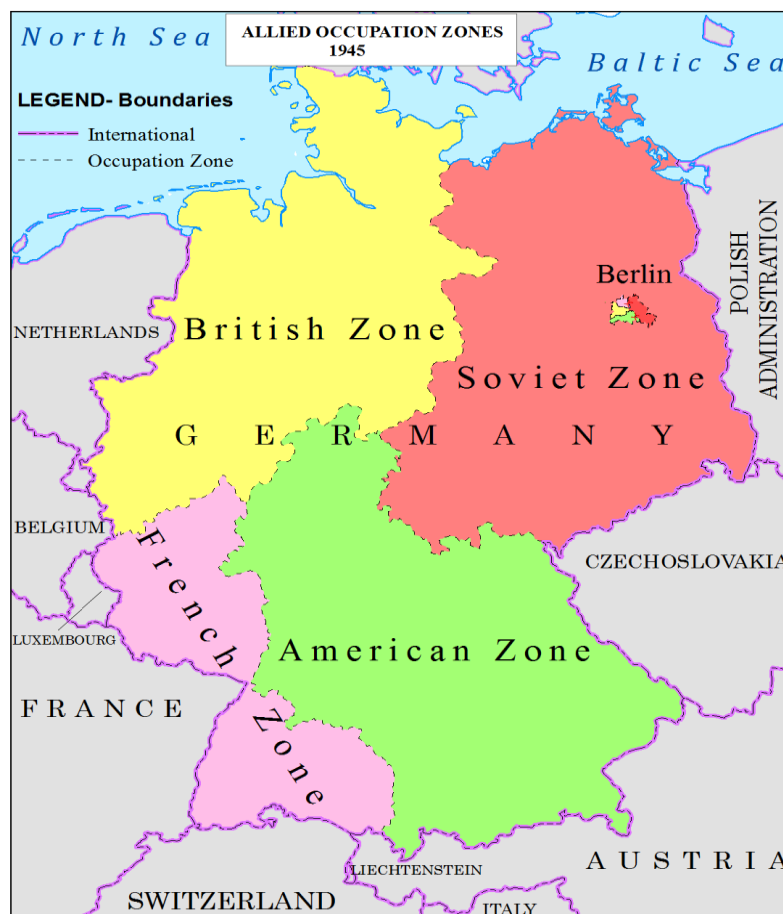 North Sea
ALLIED OCCUPATION ZONES
1945
Baltic Sea
LEGEND- Boundaries
International
Occupation Zone
POLISH
ADMINISTRATION
Berlin
NETHERLANDS
British Zone
Soviet Zone
GERMANY
BELGIUM
French
Zone
CZECHOSLOVAKIA
LUXEMBOURG
American Zone
FRANCE
LIECHTENSTEIN
AUSTRIA
SWITZERLAND
ITALY